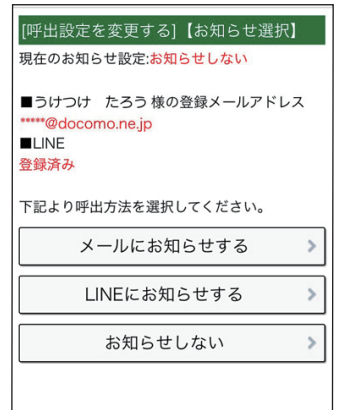 [呼出設定を変更する]【お知らせ選択】
現在のお知らせ設定:お知らせしない
■うけつけ　たろう 様の登録メールアドレス
*****@docomo.ne.jp
■LINE
登録済み
下記より呼出方法を選択してください。
メールにお知らせする
LINEにお知らせする
お知らせしない